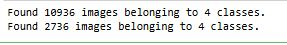 Found 10936 images belonging to 4 classes.
Found 2736 images belonging to 4 classes.